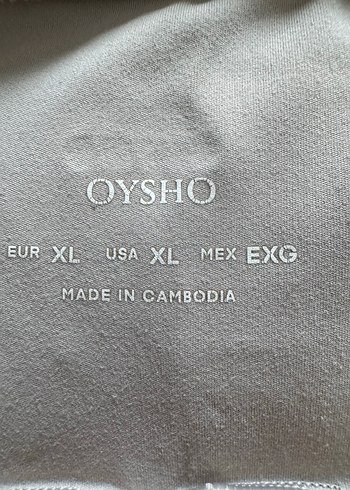 OYSHO
EUR XL USA XL MEX EXG
MADE IN CAMBODIA